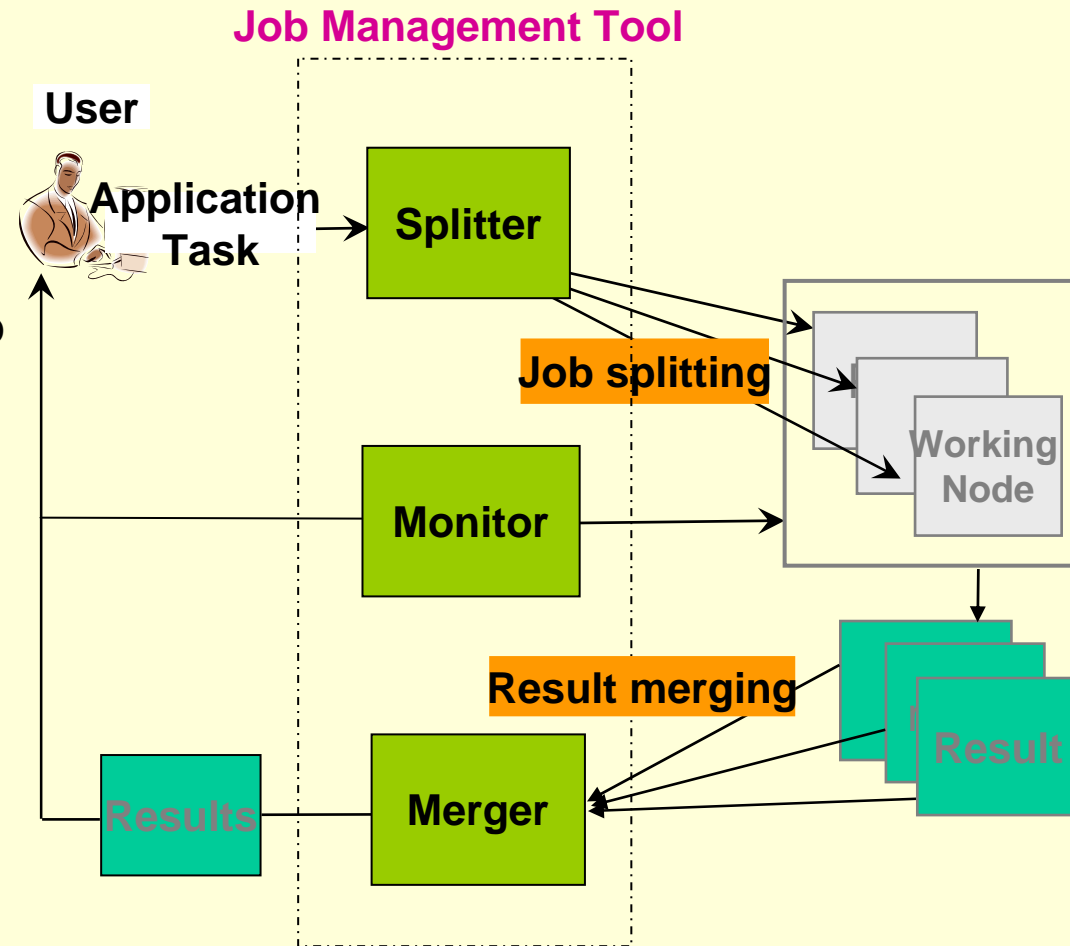 Job Management Tool
User
Application
Task
Splitter
Job splitting
Working
Node
Monitor
Result merging
Result
Results
Merger